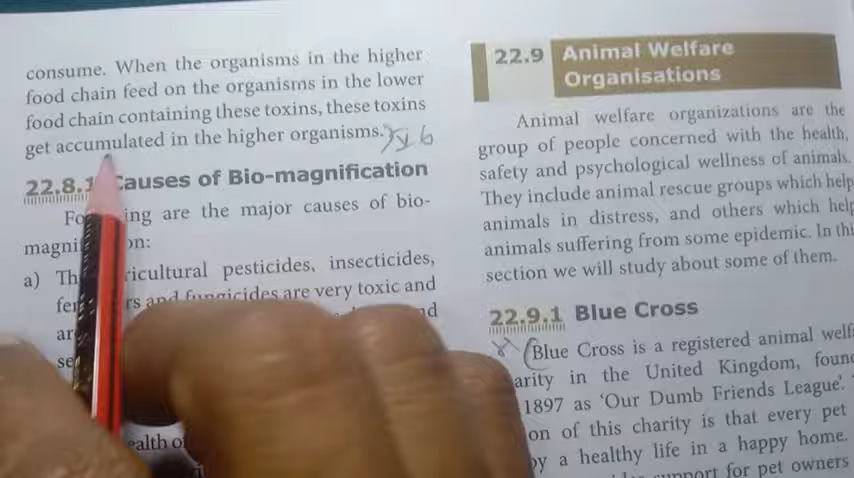 consume. When the organisms in the higher
food chain feed on the organisms in the lower
food chain containing these toxins, these toxins
get accumulated in the higher organisms.
22.8.1 Causes of Bio-magnification
are the major causes of bio-
a) pesticides, insecticides,
and fungicides are very toxic and
22.9 Animal Welfare
Organisations
Animal welfare organizations are the
group of people concerned with the health,
safety and psychological wellness of animals.
They include animal rescue groups which help
animals in distress, and others which help
animals suffering from some epidemic. In this
section we will study about some of them.
22.9.1 Blue Cross
Blue Cross is a registered animal
in the United Kingdom,
1897 as ‘Our Dumb Friends League’.
of this charity is that every pet
a healthy life in a happy home.
support for pet owners